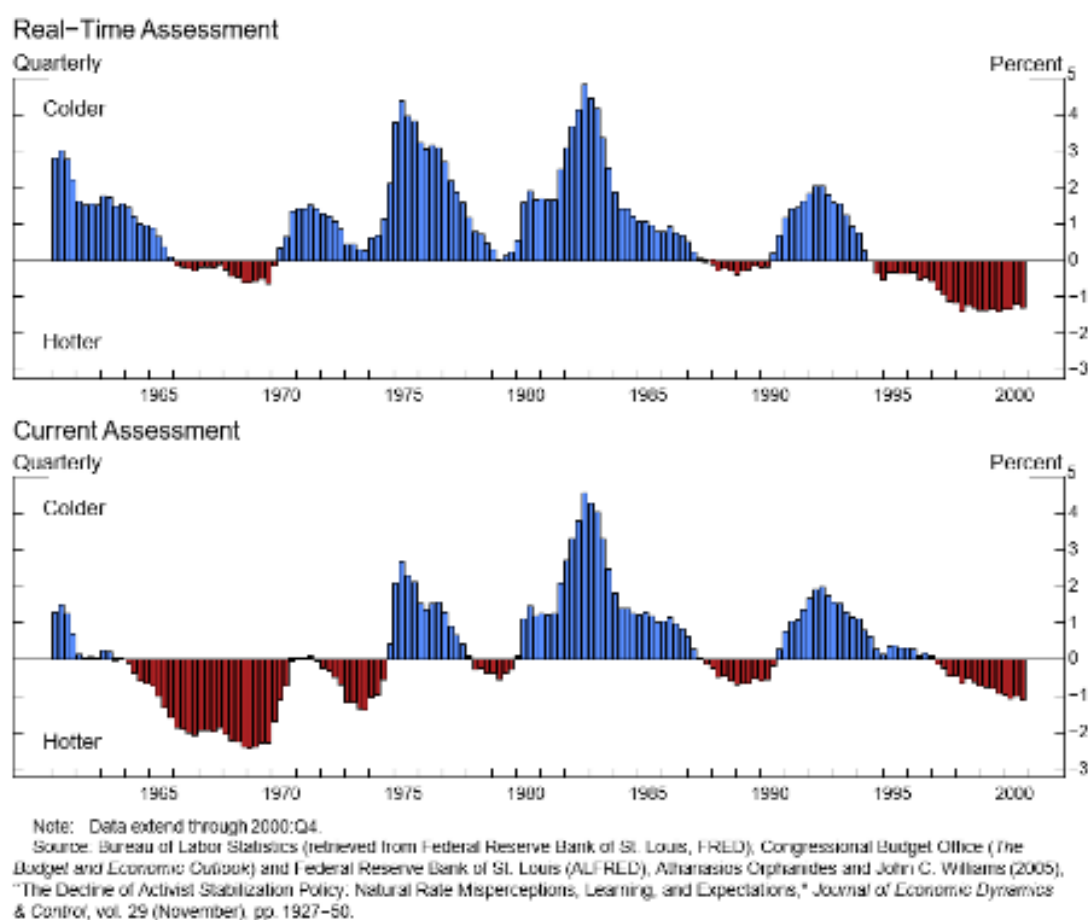 Real-Time Assessment
Quarterly Percent
5
Colder
4
3
2
1
0
-1
Hotter
-2
-3
1965 1970 1975 1980 1985 1990 1995 2000
Current Assessment
Quarterly Percent
5
Colder
4
3
2
1
0
-1
Hotter
-2
-3
1965 1970 1975 1980 1985 1990 1995 2000
Note: Data extend through 2000:Q4.
Source: Bureau of Labor Statistics (retrieved from Federal Reserve Bank of St. Louis, FRED), Congressional Budget Office (The
Budget and Economic Outlook) and Federal Reserve Bank of St. Louis (ALFRED), Athanasios Orphanides and John C. Williams (2005),
"The Decline of Activist Stabilization Policy: Natural Rate Misperceptions, Learning, and Expectations," Journal of Economic Dynamics
& Control, vol. 29 (November), pp. 1927-50.